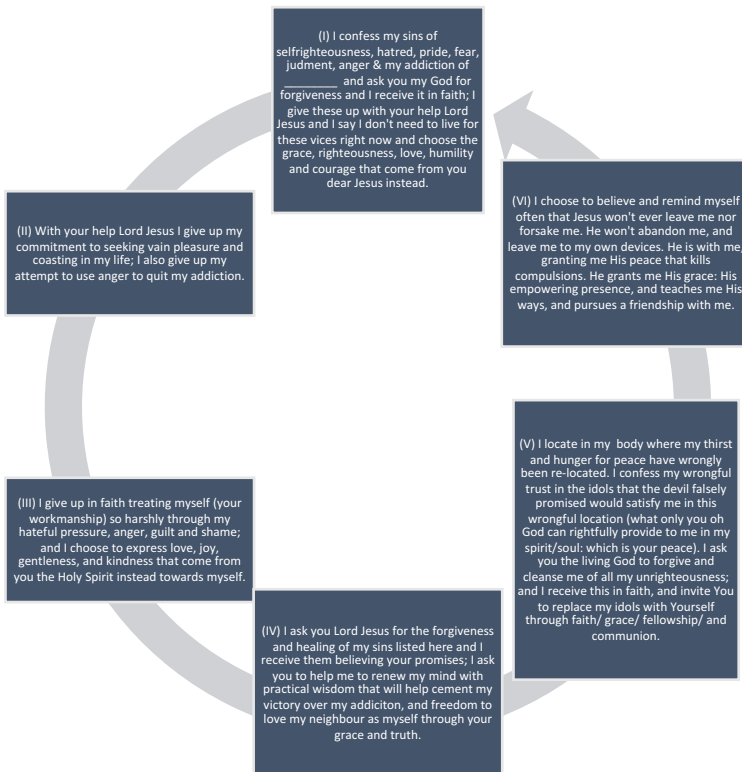 (I) I confess my sins of
selfrighteousness, hatred, pride, fear,
judgment, anger & my addiction of
________ and ask you my God for
forgiveness and I receive it in faith; I
give these up with your help Lord
Jesus and I say I don't need to live for
these vices right now and choose the
grace, righteousness, love, humility
and courage that come from you
dear Jesus instead.
(II) With your help Lord Jesus I give up my
commitment to seeking vain pleasure and
coasting in my life; I also give up my
attempt to use anger to quit my addiction.
(III) I give up in faith treating myself (your
workmanship) so harshly through my
hateful pressure, anger, guilt and shame;
and I choose to express love, joy,
gentleness, and kindness that come from
you the Holy Spirit instead towards myself.
(IV) I ask you Lord Jesus for the forgiveness
and healing of my sins listed here and I
receive them believing your promises; I ask
you to help me to renew my mind with
practical wisdom that will help cement my
victory over my addiciton, and freedom to
love my neighbour as myself through your
grace and truth.
(V) I locate in my body where my thirst
and hunger for peace have wrongly
been re-located. I confess my wrongful
trust in the idols that the devil falsely
promised would satisfy me in this
wrongful location (what only you oh
God can rightfully provide to me in my
spirit/soul: which is your peace). I ask
you the living God to forgive and
cleanse me of all my unrighteousness;
and I receive this in faith, and invite You
to replace my idols with Yourself
through faith/ grace/ fellowship/ and
communion.
(VI) I choose to believe and remind myself
often that Jesus won't ever leave me nor
forsake me. He won't abandon me, and
leave me to my own devices. He is with me,
granting me His peace that kills
compulsions. He grants me His grace: His
empowering presence, and teaches me His
ways, and pursues a friendship with me.